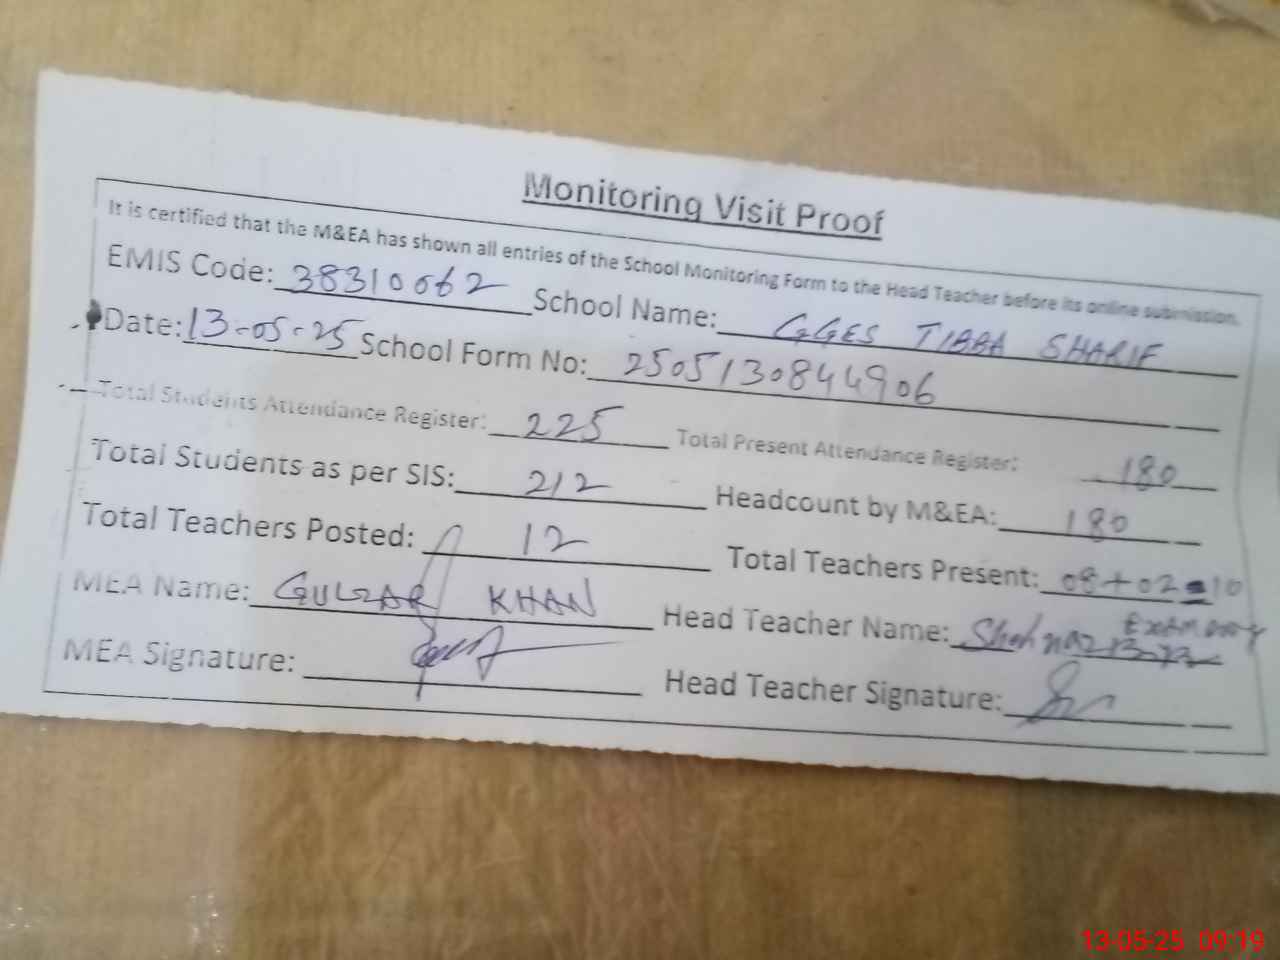 Monitoring Visit Proof
It is certified that the M&EA has shown all entries of the School Monitoring Form to the Head Teacher before its online submission.
EMIS Code: 38310062 School Name: GGES TIBBA SHARIF
Date: 13-05-25 School Form No: 2505130844906
Total Students Attendance Register: 225 Total Present Attendance Register: 180
Total Students as per SIS: 212 Headcount by M&EA: 180
Total Teachers Posted: 12 Total Teachers Present: 08+02=10
EXAM DUTY
MEA Name: GULZAR KHAN Head Teacher Name: Shahnaz
MEA Signature: Head Teacher Signature:
13-05-25 09:19